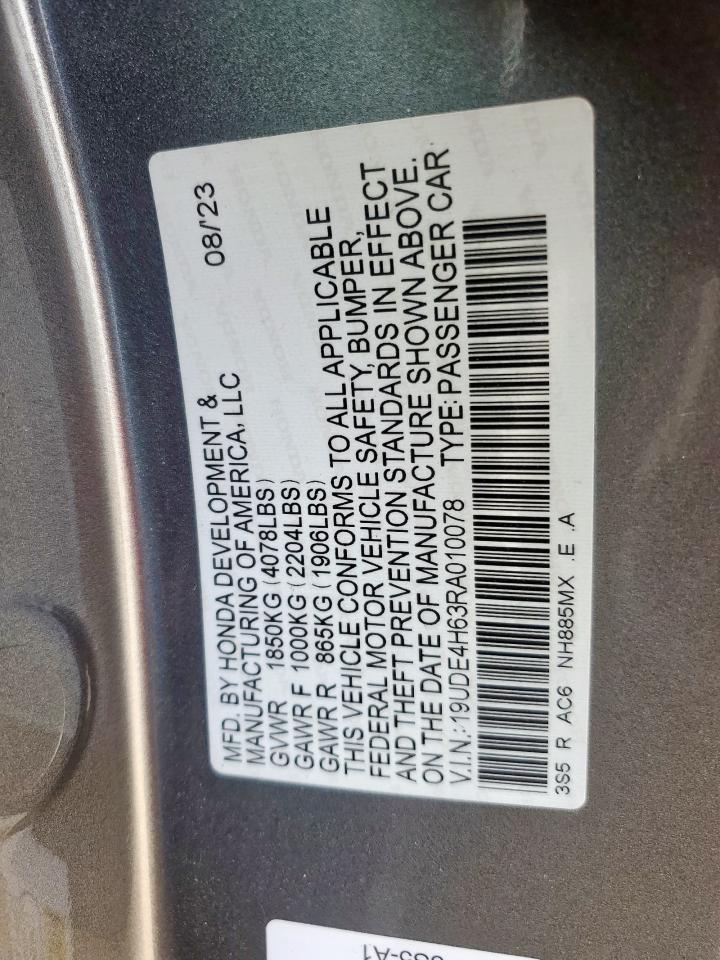 08/'23
MFD. BY HONDA DEVELOPMENT &
MANUFACTURING OF AMERICA, LLC
GVWR 1850KG (4078LBS)
GAWR F 1000KG (2204LBS)
GAWR R 865KG (1906LBS)
THIS VEHICLE CONFORMS TO ALL APPLICABLE
FEDERAL MOTOR VEHICLE SAFETY, BUMPER,
AND THEFT PREVENTION STANDARDS IN EFFECT
ON THE DATE OF MANUFACTURE SHOWN ABOVE.
V.I.N.:19UDE4H63RA010078 TYPE:PASSENGER CAR
3S5 R AC6 NH885MX .E .A